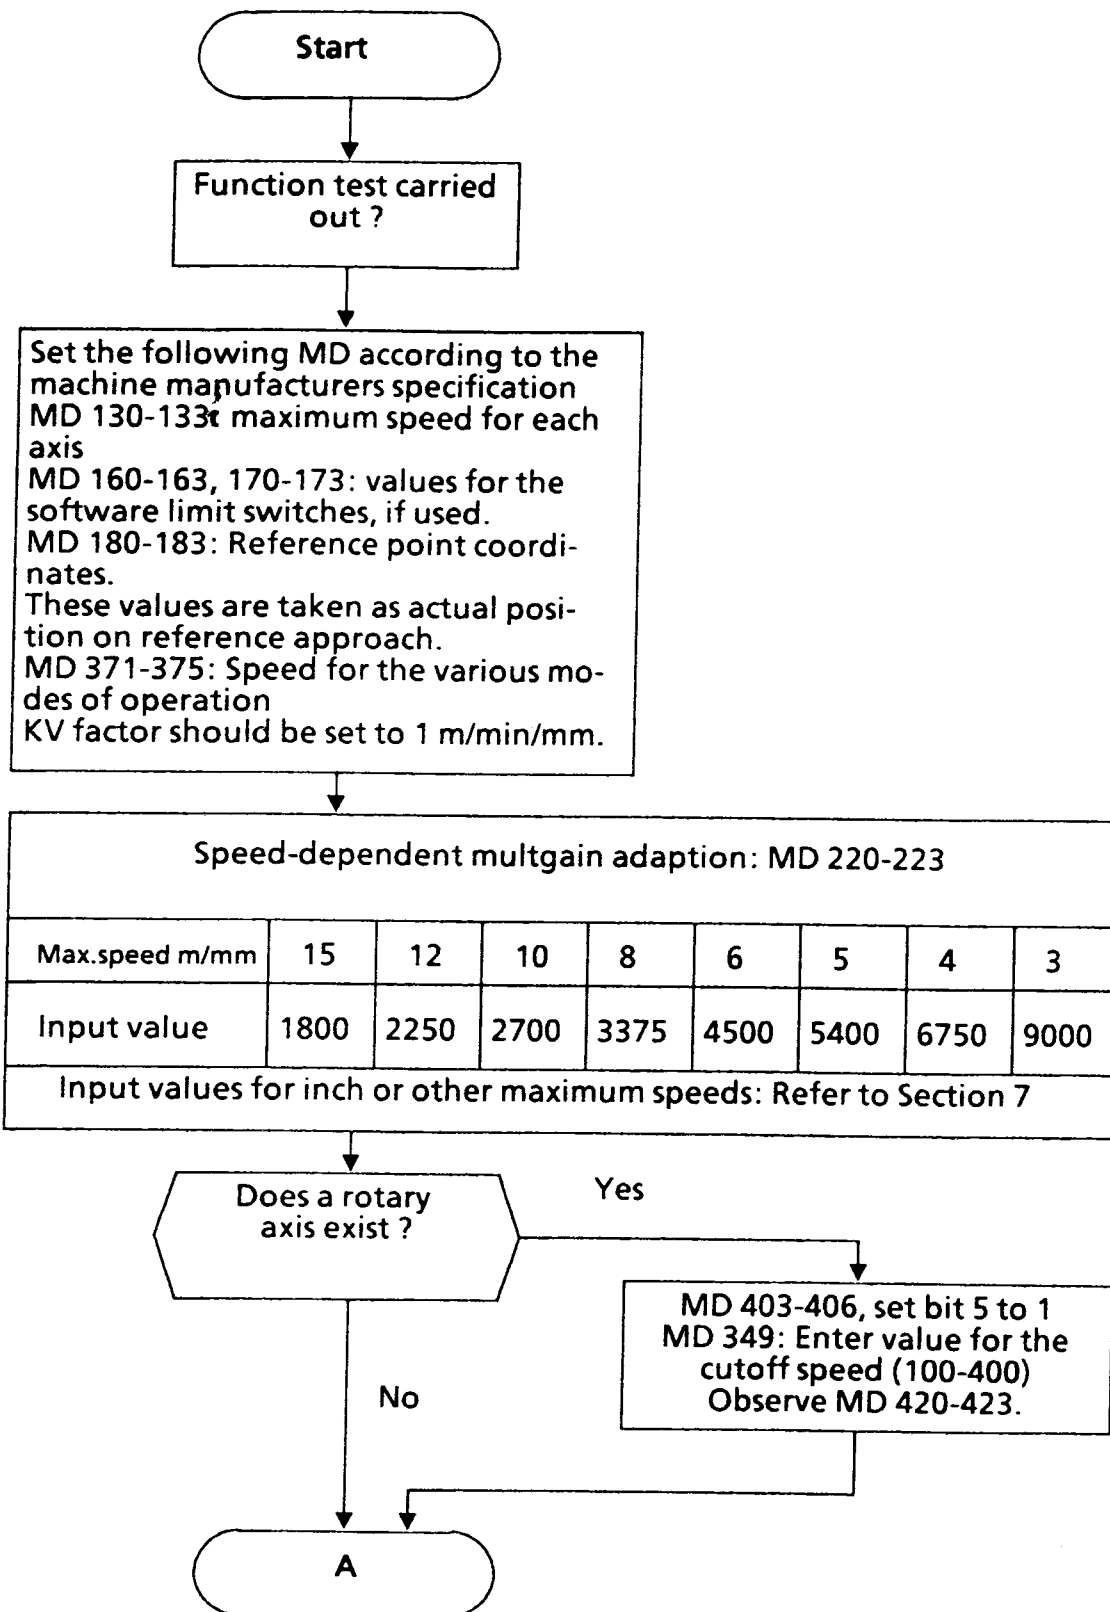 Start
Function test carried
out ?
Set the following MD according to the
machine manufacturers specification
MD 130-133: maximum speed for each
axis
MD 160-163, 170-173: values for the
software limit switches, if used.
MD 180-183: Reference point coordi-
nates.
These values are taken as actual posi-
tion on reference approach.
MD 371-375: Speed for the various mo-
des of operation
KV factor should be set to 1 m/min/mm.
Speed-dependent multgain adaption: MD 220-223
Max.speed m/mm 15 12 10 8 6 5 4 3
Input value 1800 2250 2700 3375 4500 5400 6750 9000
Input values for inch or other maximum speeds: Refer to Section 7
Does a rotary
axis exist ?
Yes
MD 403-406, set bit 5 to 1
MD 349: Enter value for the
cutoff speed (100-400)
Observe MD 420-423.
No
A